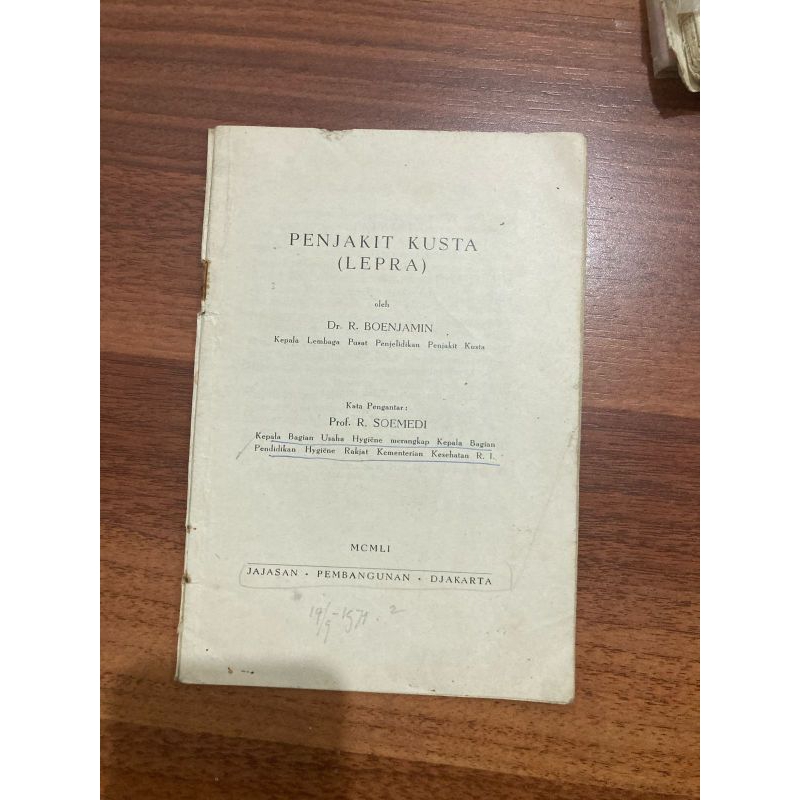 PENJAKIT KUSTA
(LEPRA)
oleh
Dr. R. BOENJAMIN
Kepala Lembaga Pusat Penjelidikan Penjakit Kusta
Kata Pengantar:
Prof. R. SOEMEDI
Kepala Bagian Usaha Hygiëne merangkap Kepala Bagian
Pendidikan Hygiëne Rakjat Kementerian Kesehatan R. I.
MCMLI
JAJASAN • PEMBANGUNAN • DJAKARTA